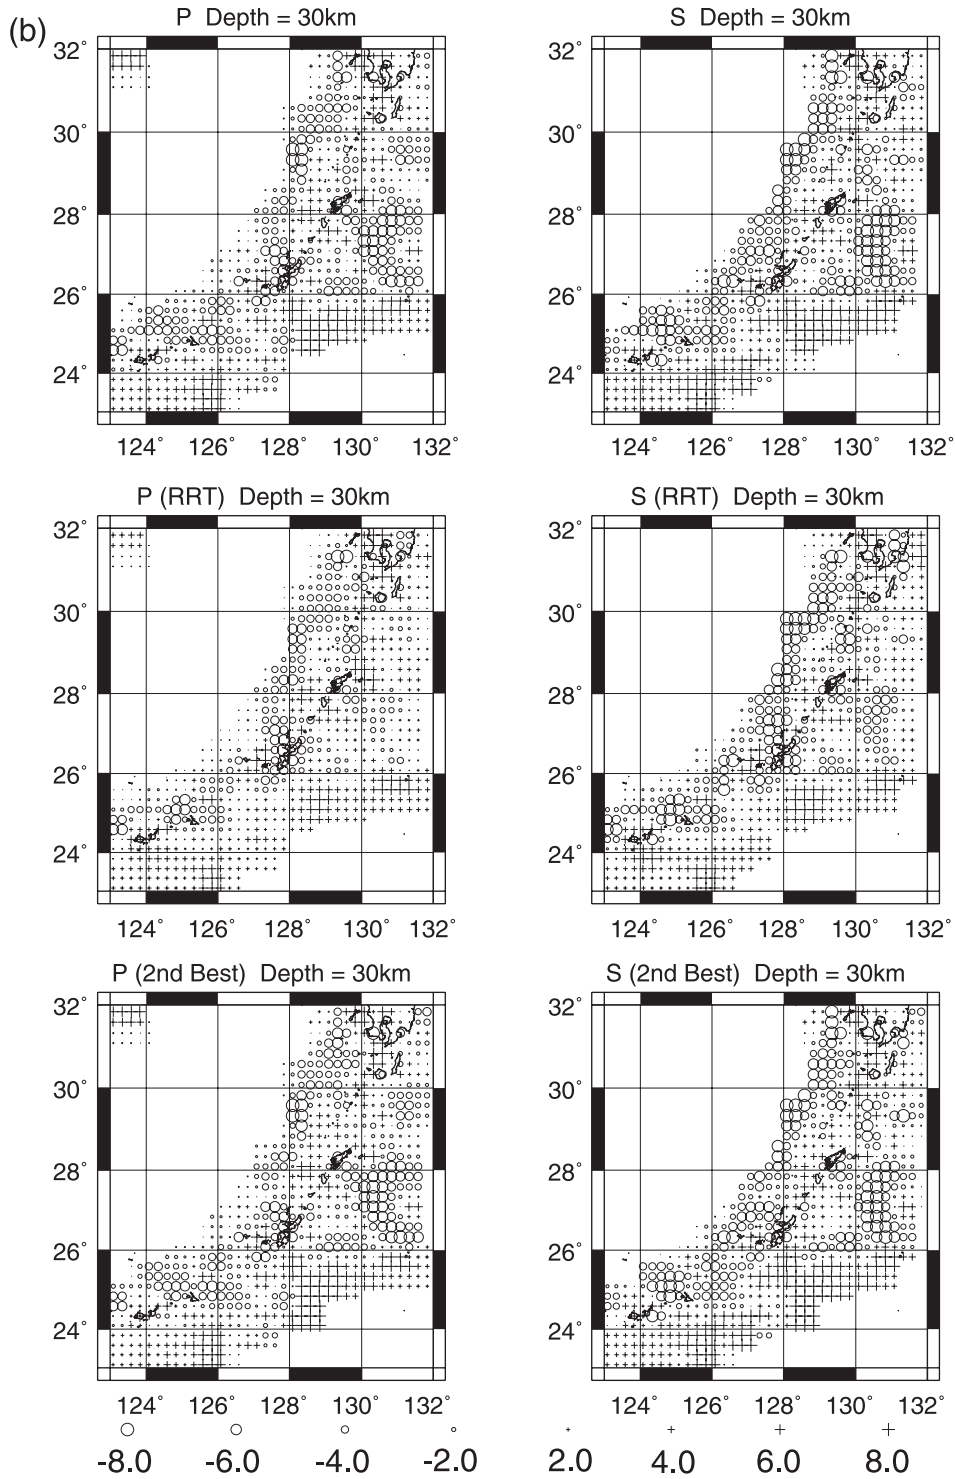 (b)
P Depth = 30km
S Depth = 30km
32°
30°
28°
26°
24°
124° 126° 128° 130° 132°
32°
30°
28°
26°
24°
124° 126° 128° 130° 132°
P (RRT) Depth = 30km
S (RRT) Depth = 30km
32°
30°
28°
26°
24°
124° 126° 128° 130° 132°
32°
30°
28°
26°
24°
124° 126° 128° 130° 132°
P (2nd Best) Depth = 30km
S (2nd Best) Depth = 30km
32°
30°
28°
26°
24°
124° 126° 128° 130° 132°
32°
30°
28°
26°
24°
124° 126° 128° 130° 132°
-8.0 -6.0 -4.0 -2.0 2.0 4.0 6.0 8.0